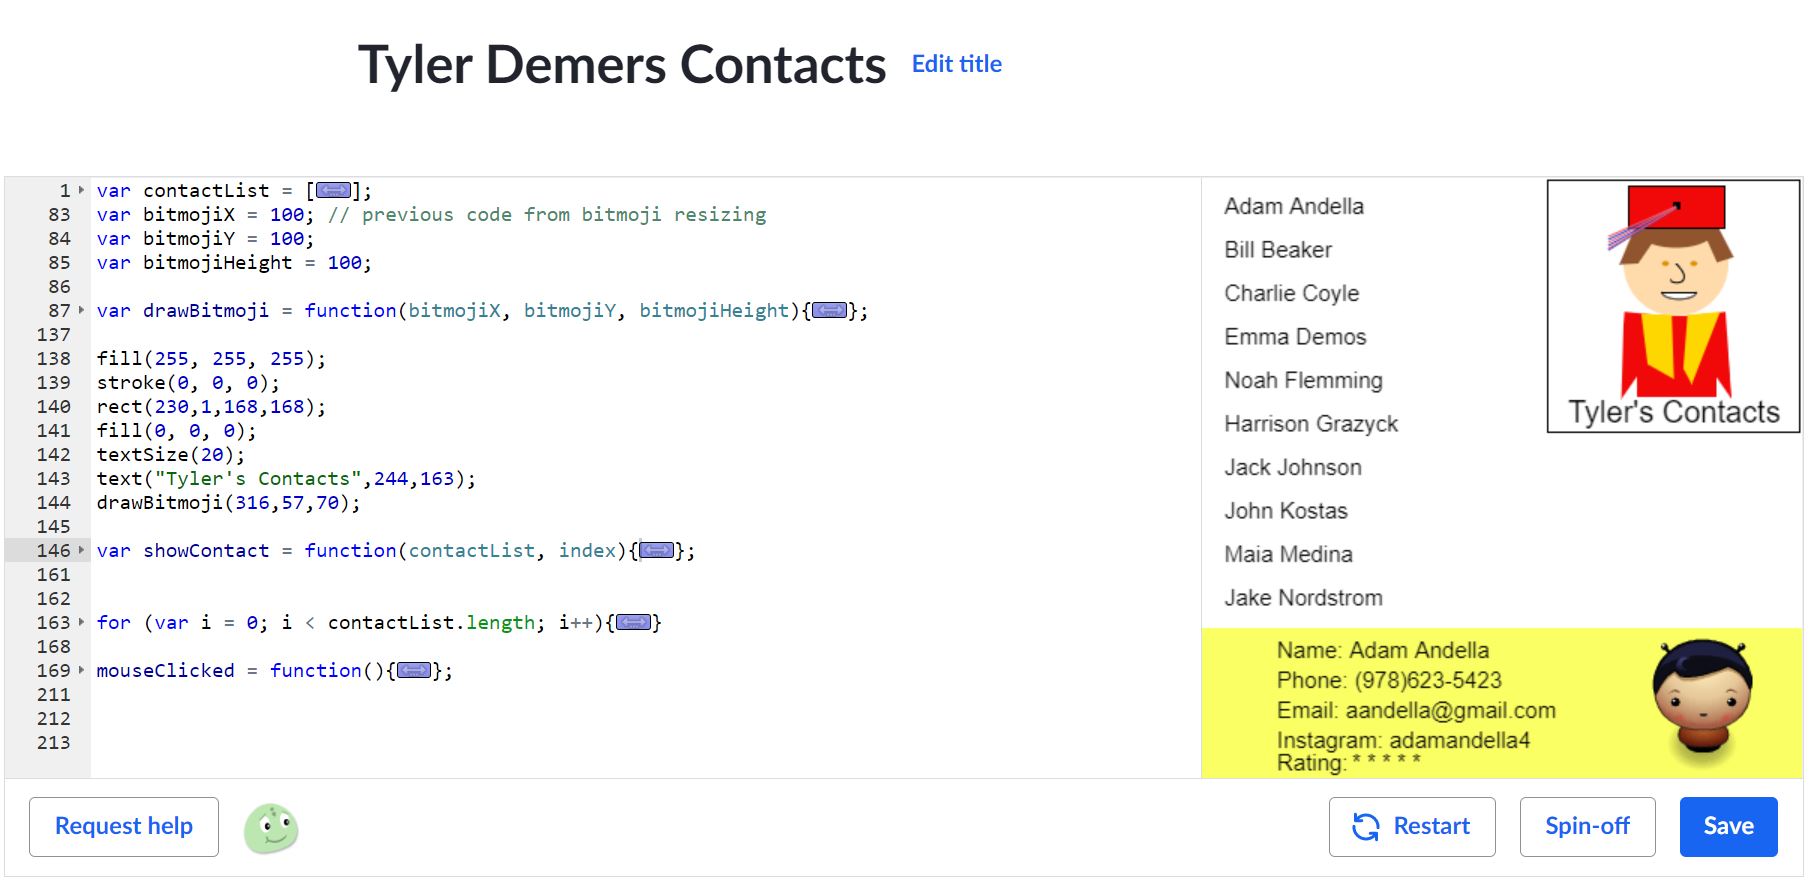 Tyler Demers Contacts Edit title
1 var contactList = [];
83 var bitmojiX = 100; // previous code from bitmoji resizing
84 var bitmojiY = 100;
85 var bitmojiHeight = 100;
86
87 var drawBitmoji = function(bitmojiX, bitmojiY, bitmojiHeight){};
137
138 fill(255, 255, 255);
139 stroke(0, 0, 0);
140 rect(230,1,168,168);
141 fill(0, 0, 0);
142 textSize(20);
143 text("Tyler's Contacts",244,163);
144 drawBitmoji(316,57,70);
145
146 var showContact = function(contactList, index){};
161
162
163 for (var i = 0; i < contactList.length; i++){}
168
169 mouseClicked = function(){};
211
212
213
Adam Andella
Bill Beaker
Charlie Coyle
Emma Demos
Noah Flemming
Harrison Grazyck
Jack Johnson
John Kostas
Maia Medina
Jake Nordstrom
Tyler's Contacts
Name: Adam Andella
Phone: (978)623-5423
Email: aandella@gmail.com
Instagram: adamandella4
Rating: * * * * *
Request help
Restart
Spin-off
Save